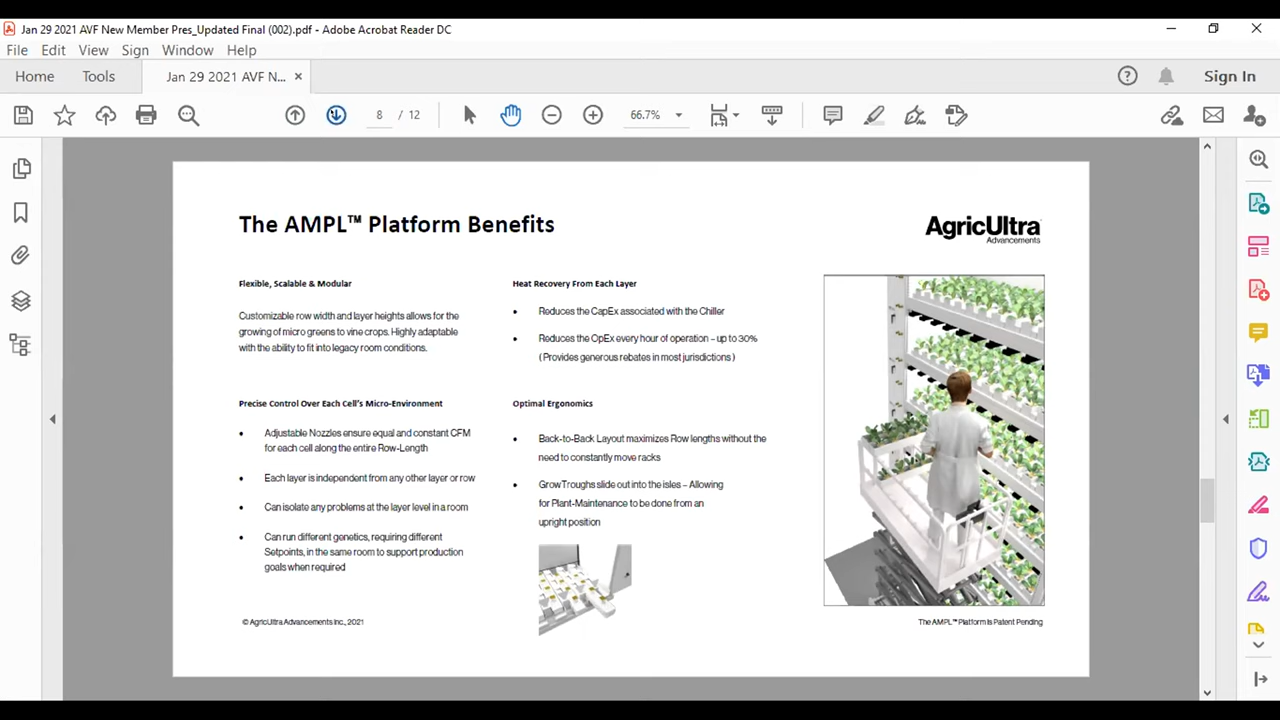 Jan 29 2021 AVF New Member Pres_Updated Final (002).pdf - Adobe Acrobat Reader DC
File Edit View Sign Window Help
Home Tools Jan 29 2021 AVF N... × Sign In
8 / 12 66.7%
The AMPL™ Platform Benefits
AgricUltra
Advancements
Flexible, Scalable & Modular
Customizable row width and layer heights allows for the
growing of micro greens to vine crops. Highly adaptable
with the ability to fit into legacy room conditions.
Heat Recovery From Each Layer
• Reduces the CapEx associated with the Chiller
• Reduces the OpEx every hour of operation – up to 30%
( Provides generous rebates in most jurisdictions )
Precise Control Over Each Cell's Micro-Environment
• Adjustable Nozzles ensure equal and constant CFM
for each cell along the entire Row-Length
• Each layer is independent from any other layer or row
• Can isolate any problems at the layer level in a room
• Can run different genetics, requiring different
Setpoints, in the same room to support production
goals when required
Optimal Ergonomics
• Back-to-Back Layout maximizes Row lengths without the
need to constantly move racks
• GrowTroughs slide out into the isles – Allowing
for Plant-Maintenance to be done from an
upright position
© AgricUltra Advancements Inc., 2021
The AMPL™ Platform Is Patent Pending